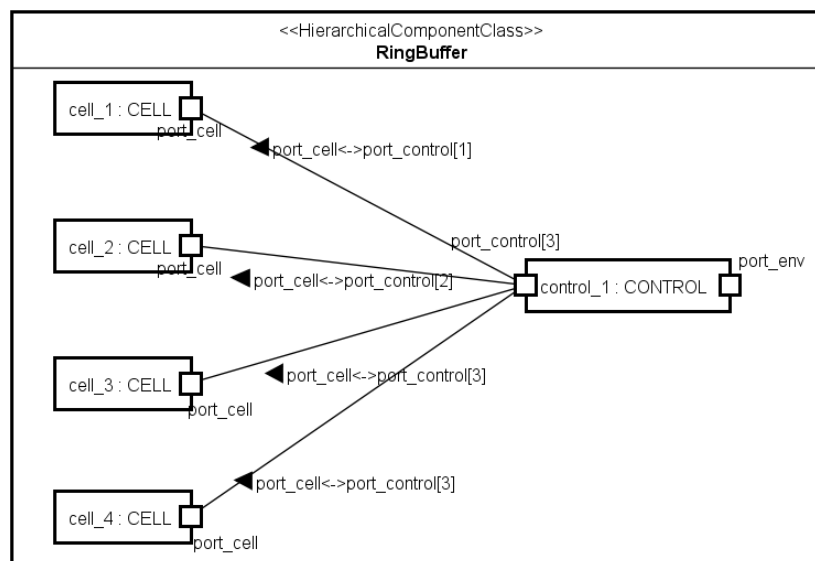 <<HierarchicalComponentClass>>
RingBuffer
cell_1 : CELL
port_cell
port_cell<->port_control[1]
cell_2 : CELL
port_cell
port_control[3]
port_cell<->port_control[2]
port_env
control_1 : CONTROL
cell_3 : CELL
port_cell<->port_control[3]
port_cell
port_cell<->port_control[3]
cell_4 : CELL
port_cell